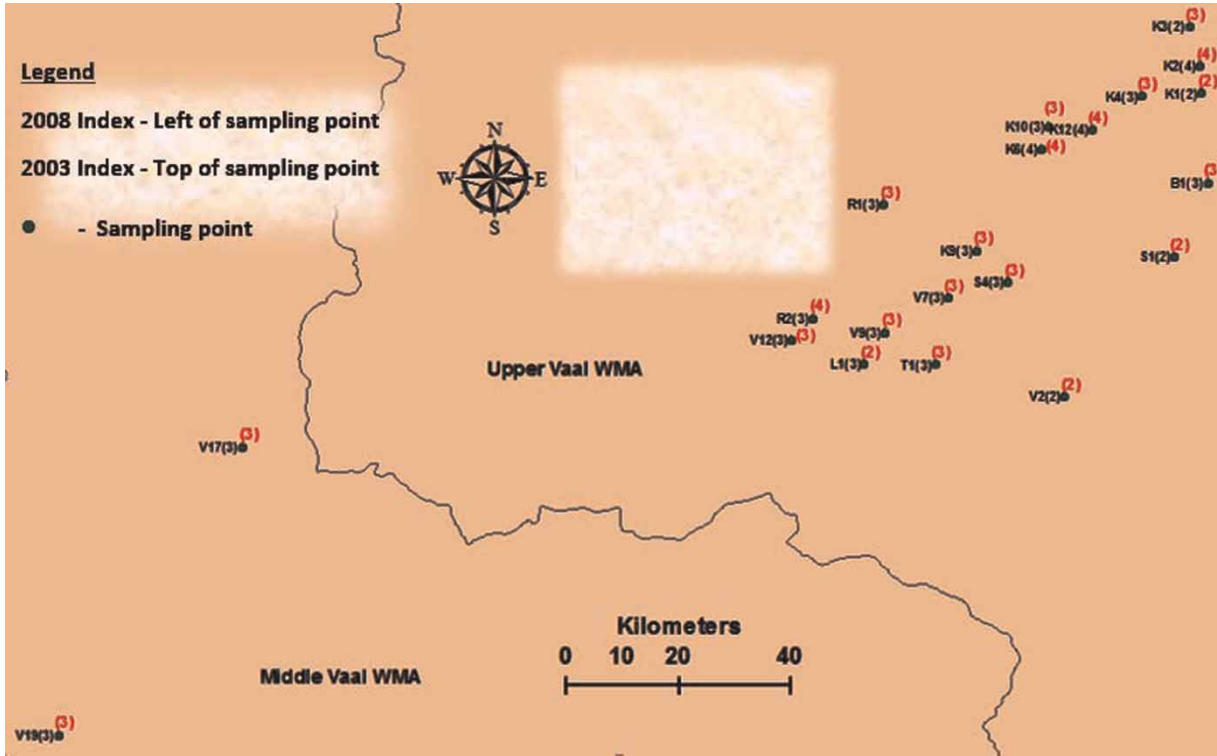 Legend
2008 Index - Left of sampling point
2003 Index - Top of sampling point
- Sampling point
N
W E
S
K3(2) (3)
K2(4) (4)
K1(2) (2)
K4(3) (3)
K10(3) (3)
K12(4) (4)
K6(4) (4)
B1(3) (3
R1(3) (3)
K9(3) (3)
S1(2) (2)
S4(3) (3)
V7(3) (3)
R2(3) (4)
V12(3) (3)
V9(3) (3)
L1(3) (2)
T1(3) (3)
Upper Vaal WMA
V2(2) (2)
V17(3) (3)
Kilometers
0 10 20 40
Middle Vaal WMA
V19(3) (3)